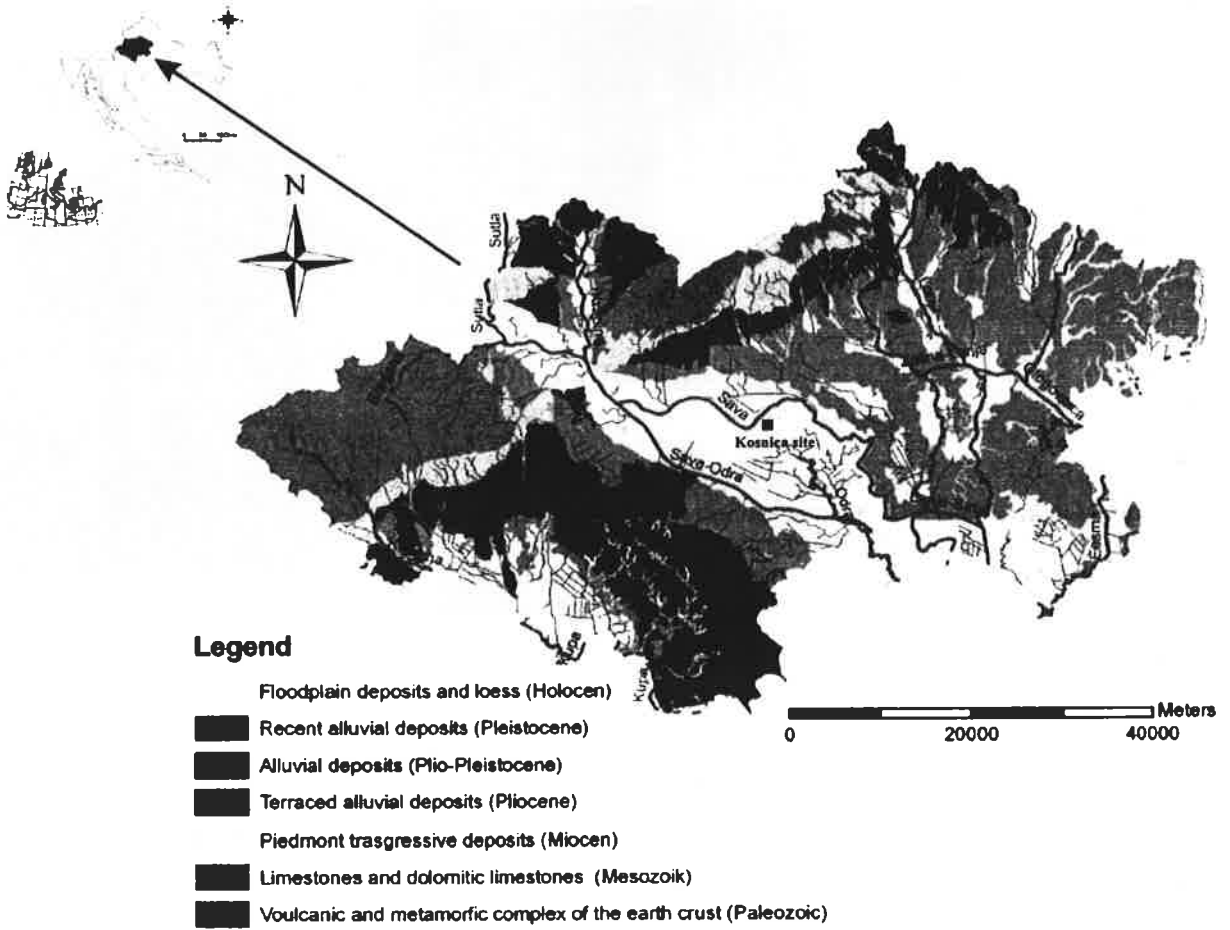 N
Sutla
Sutla
Sava
Kosnica site
Sava-Odra
Odra
Kupa
Kupa
Legend
Floodplain deposits and loess (Holocen)
Recent alluvial deposits (Pleistocene)
Alluvial deposits (Plio-Pleistocene)
Terraced alluvial deposits (Pliocene)
Piedmont trasgressive deposits (Miocen)
Limestones and dolomitic limestones (Mesozoik)
Voulcanic and metamorfic complex of the earth crust (Paleozoic)
Meters
0 20000 40000